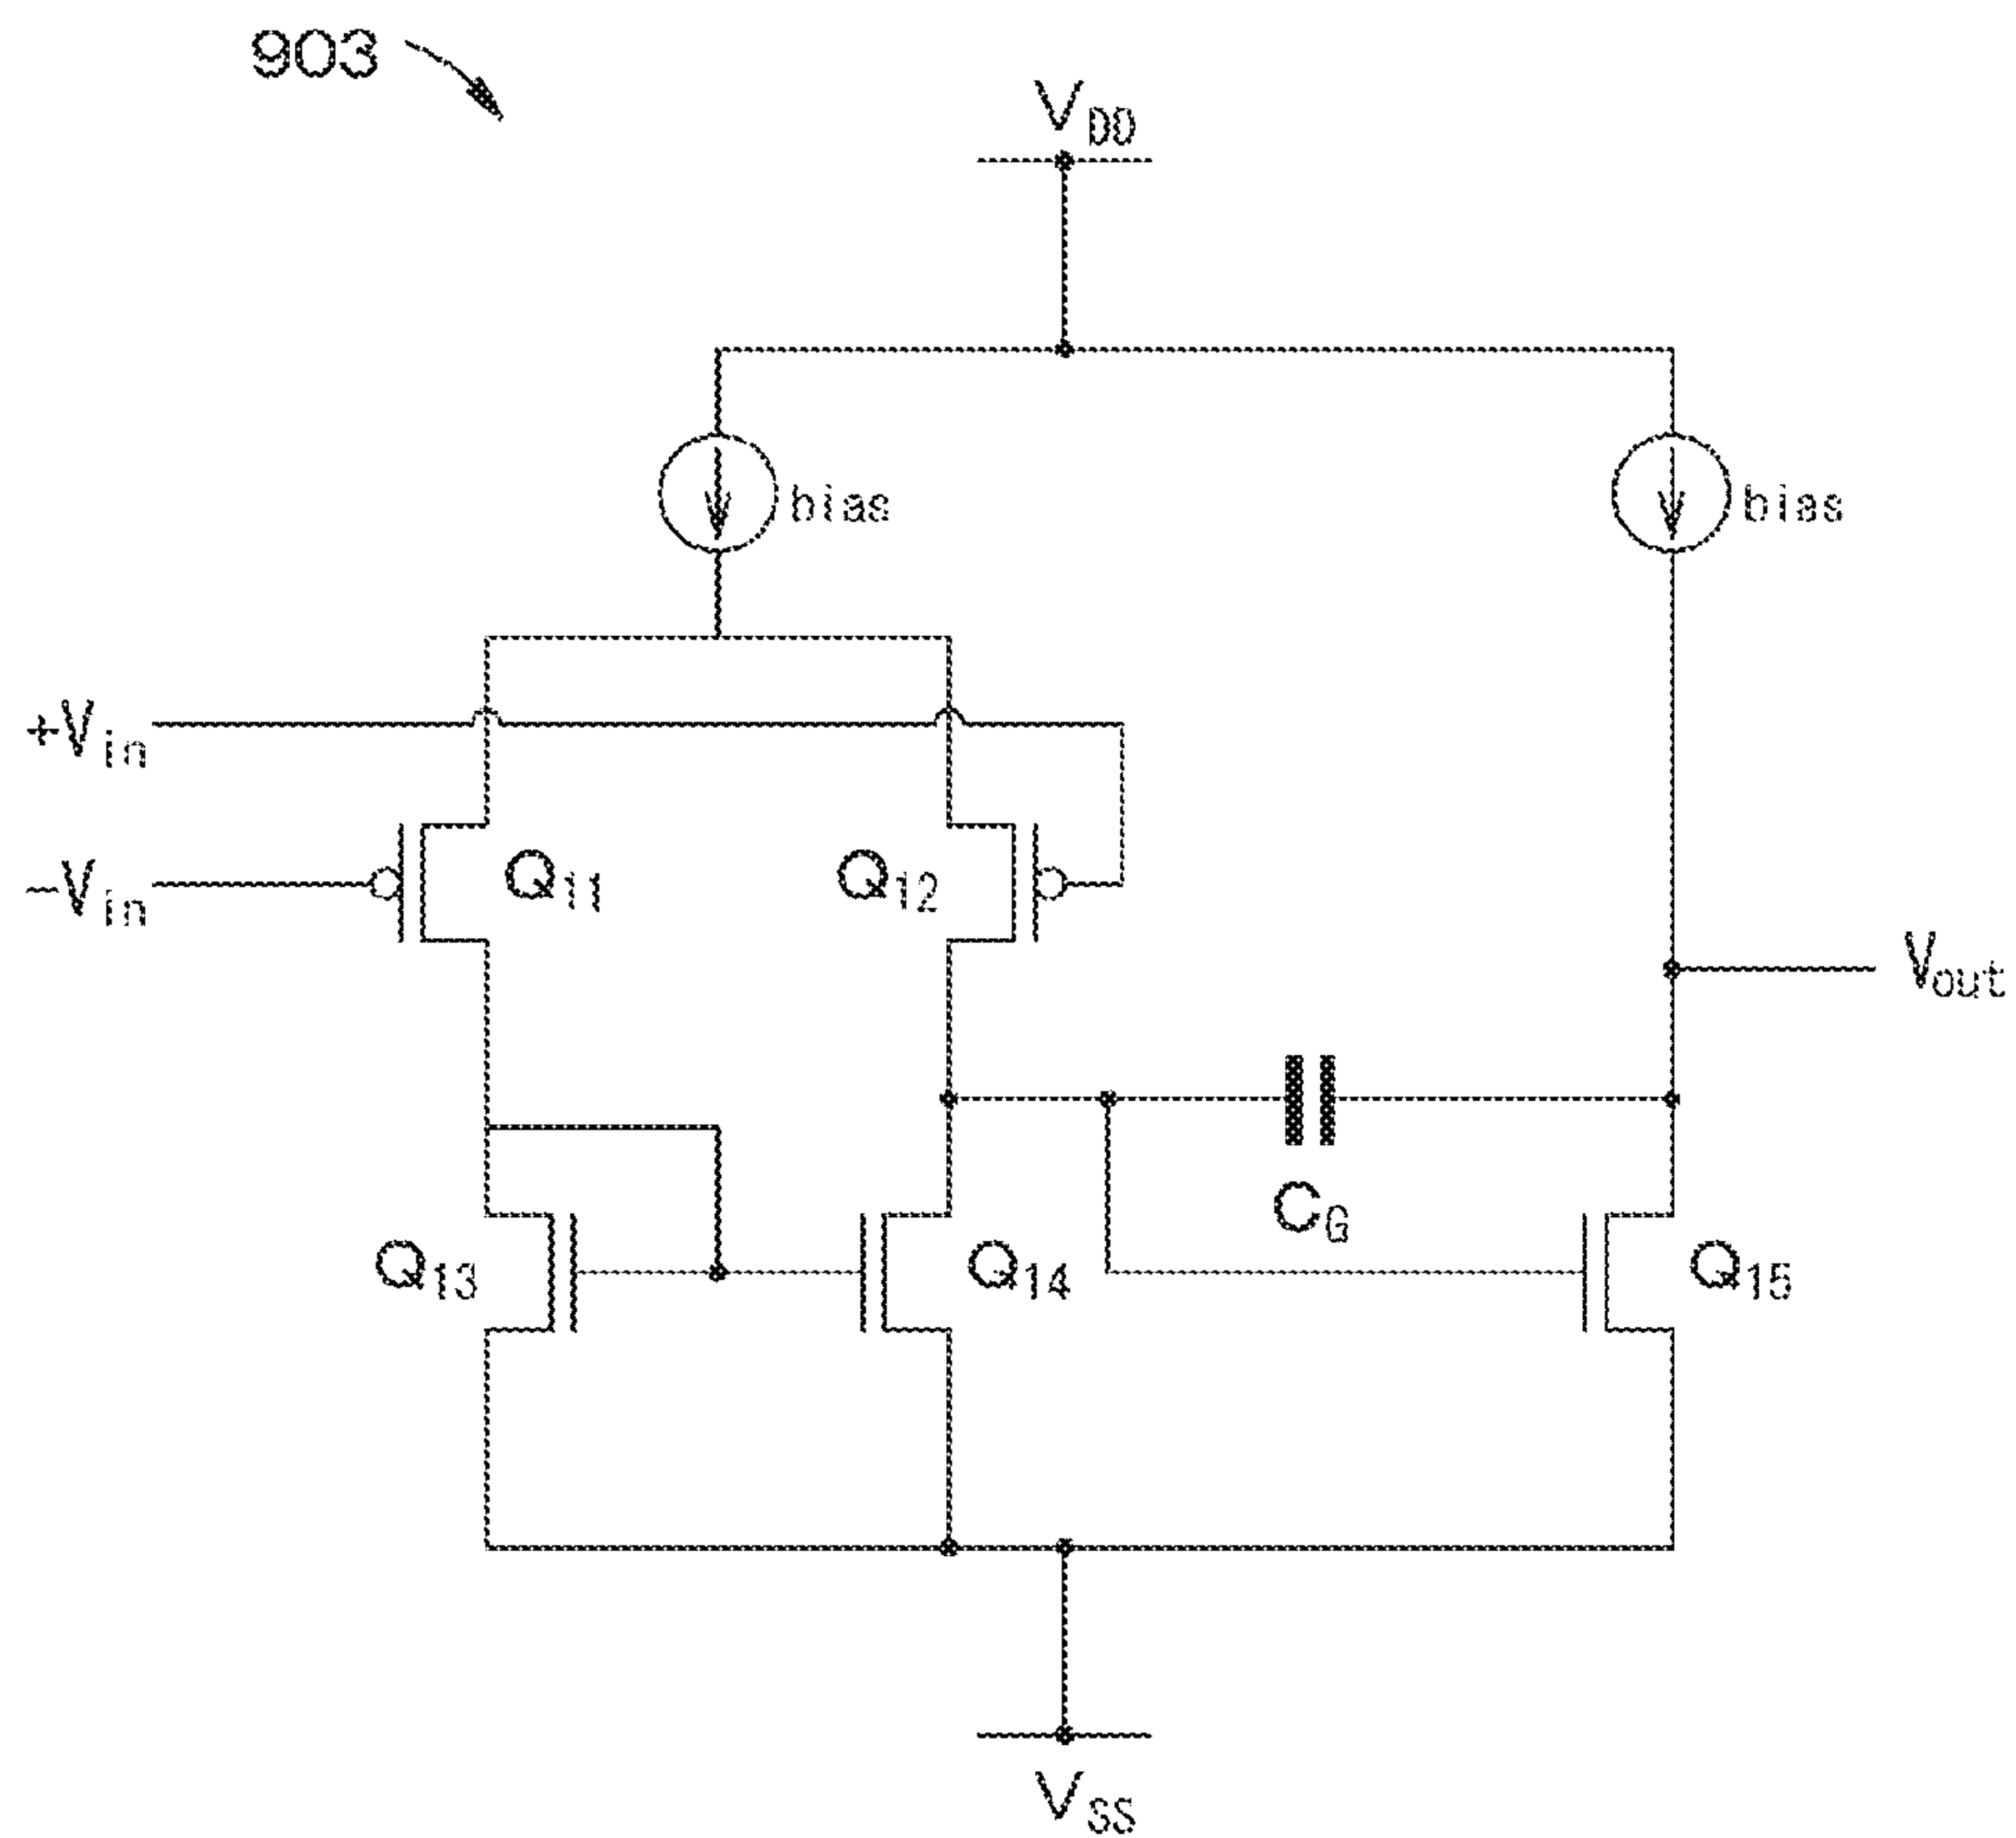 903
VDD
bias
bias
+Vin
-Vin
Q11
Q12
Vout
CG
Q13
Q14
Q15
VSS